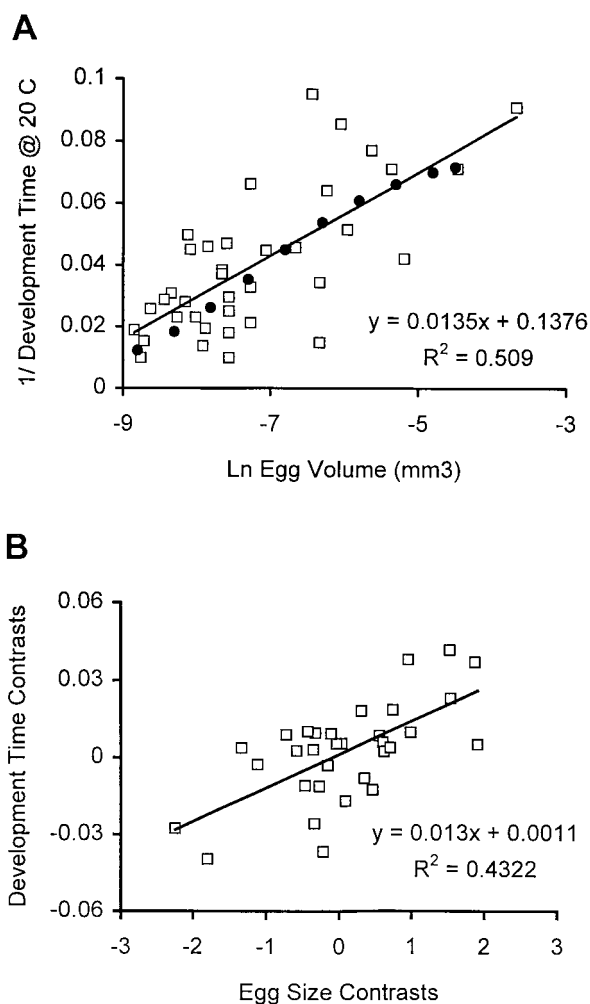 A
1/ Development Time @ 20 C
0.1
0.08
0.06
0.04
0.02
0
y = 0.0135x + 0.1376
R² = 0.509
-9 -7 -5 -3
Ln Egg Volume (mm3)
B
Development Time Contrasts
0.06
0.03
0
-0.03
-0.06
y = 0.013x + 0.0011
R² = 0.4322
-3 -2 -1 0 1 2 3
Egg Size Contrasts